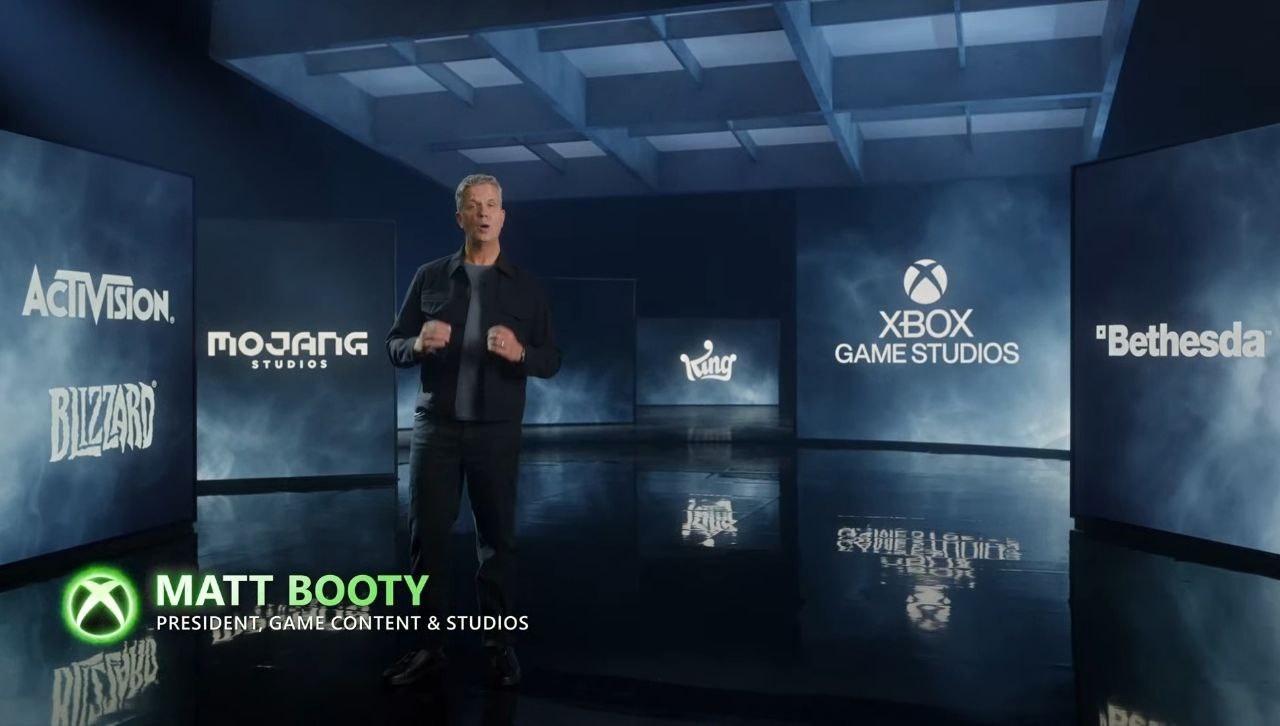 ACTIVISION.
BLIZZARD
MOJANG
STUDIOS
King
XBOX
GAME STUDIOS
Bethesda
MATT BOOTY
PRESIDENT, GAME CONTENT & STUDIOS